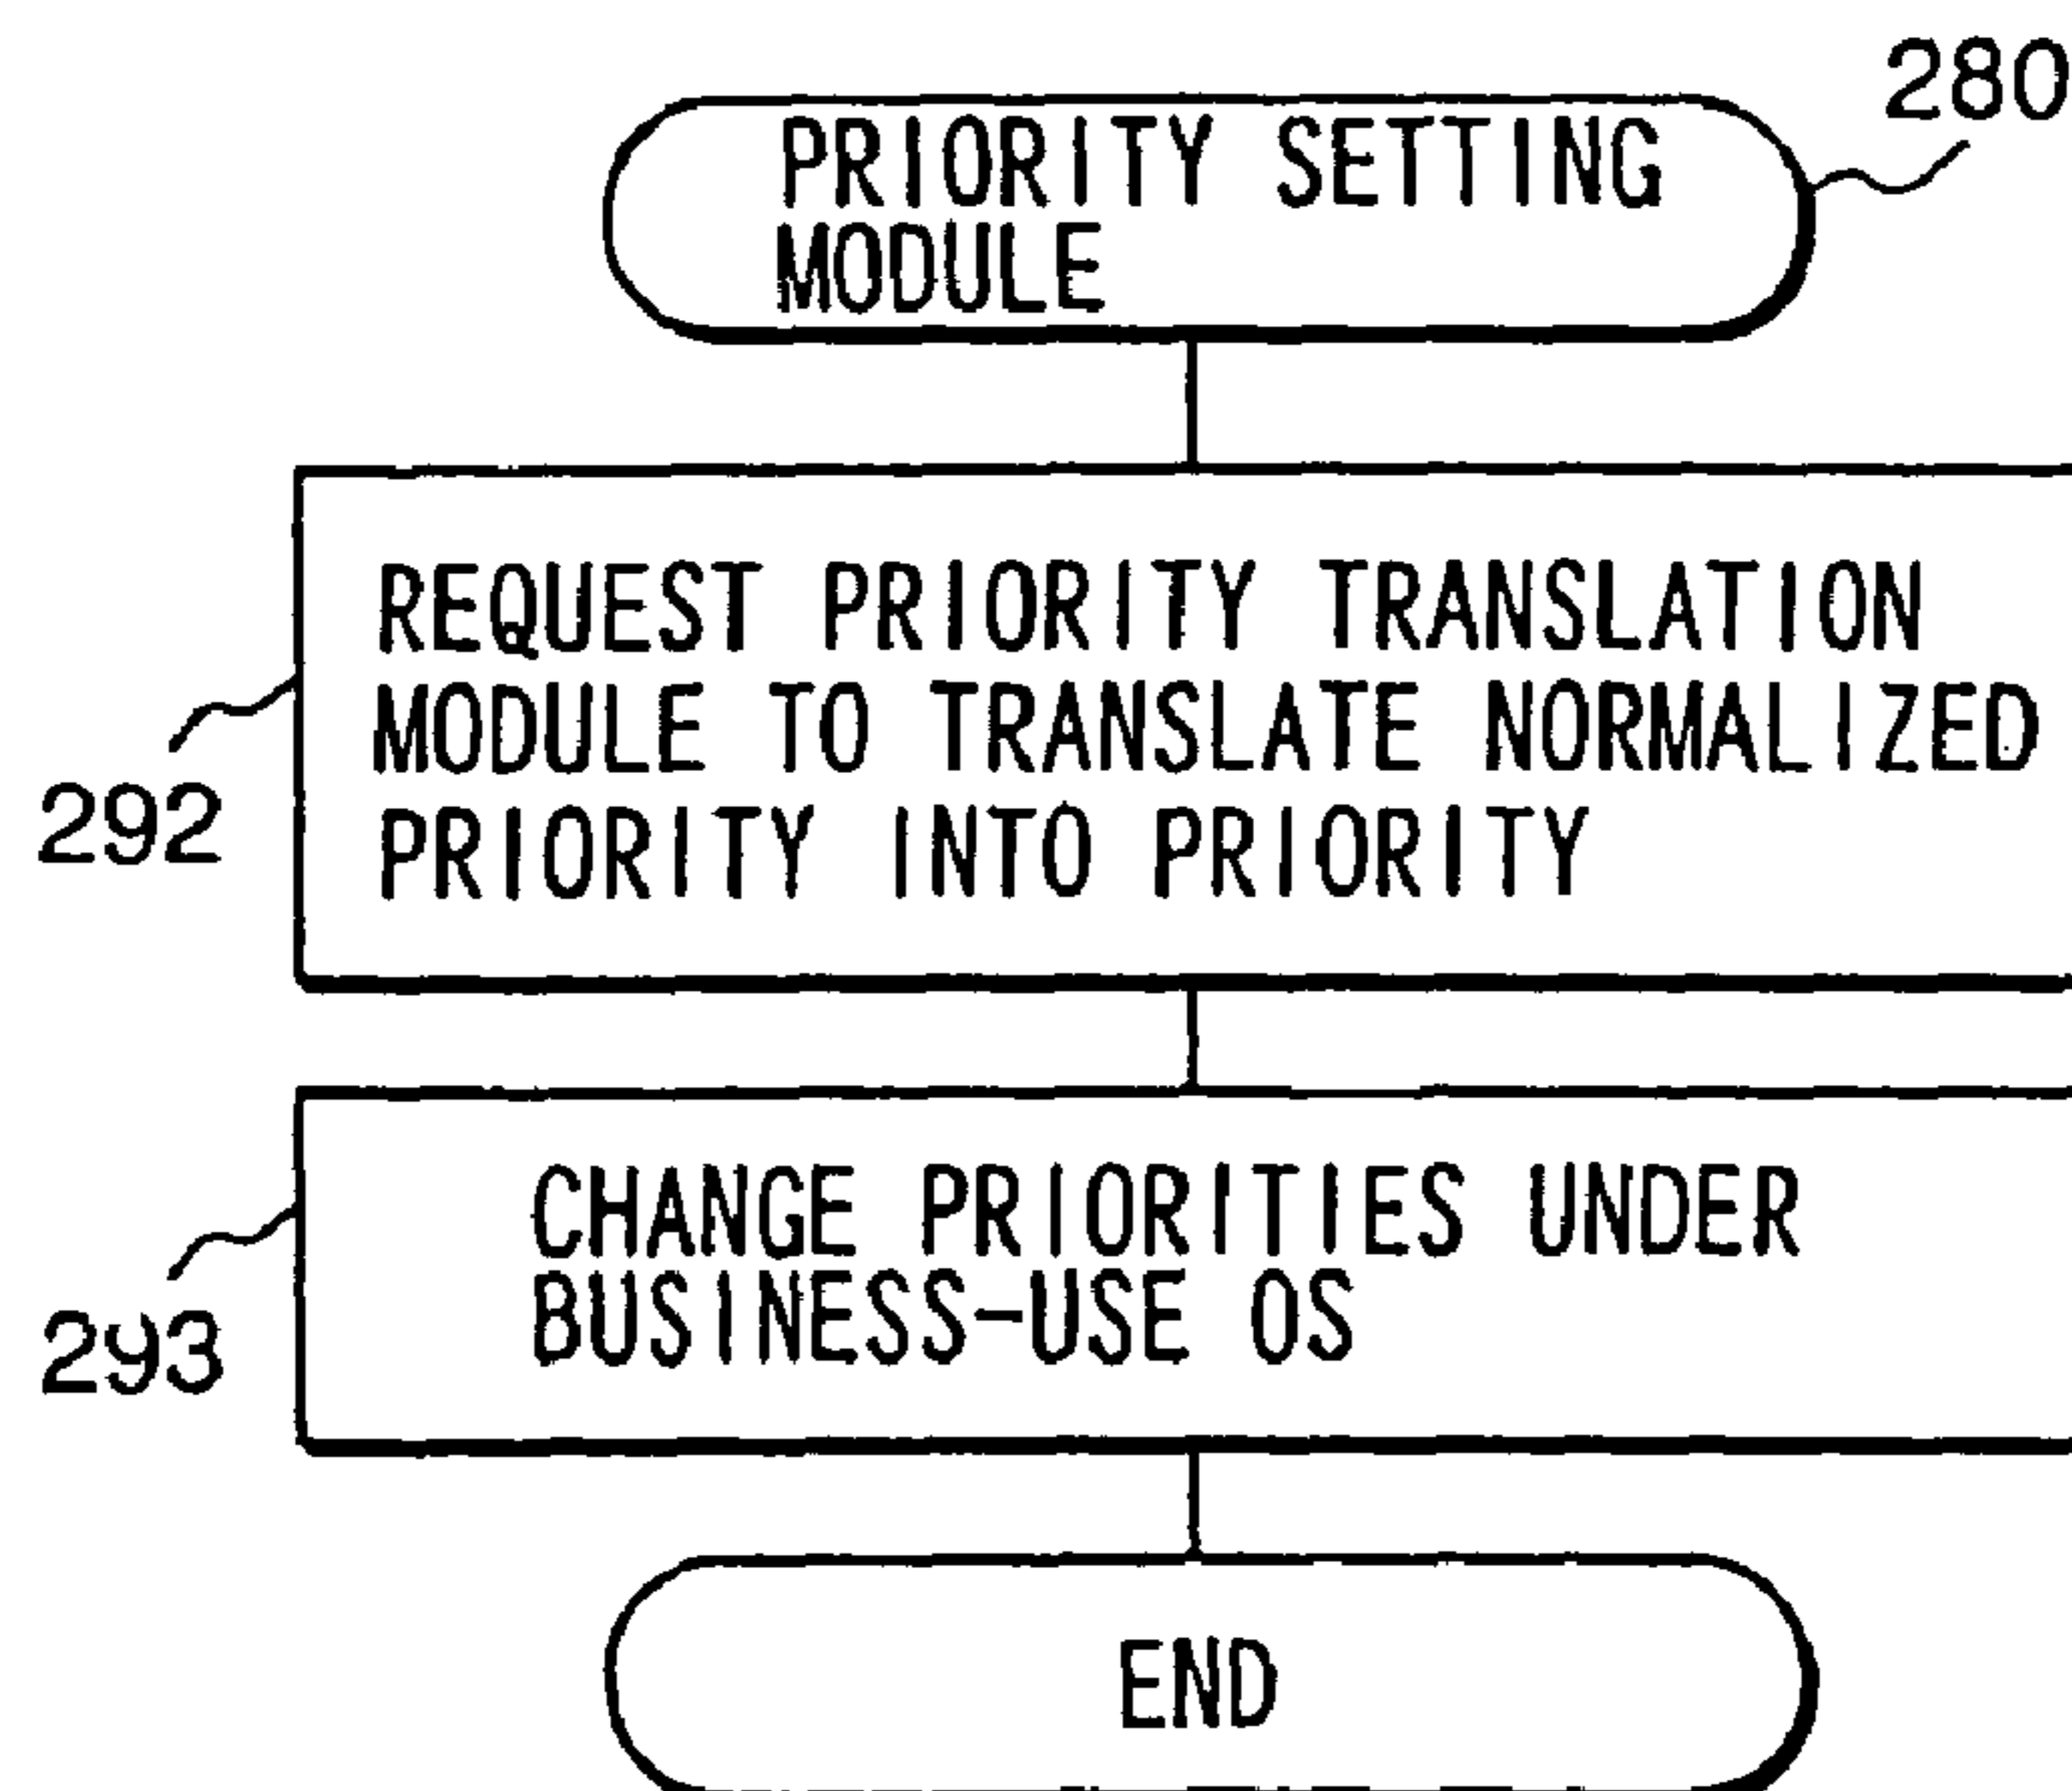 280
PRIORITY SETTING
MODULE
REQUEST PRIORITY TRANSLATION
MODULE TO TRANSLATE NORMALIZED
PRIORITY INTO PRIORITY
292
CHANGE PRIORITIES UNDER
BUSINESS-USE OS
293
END